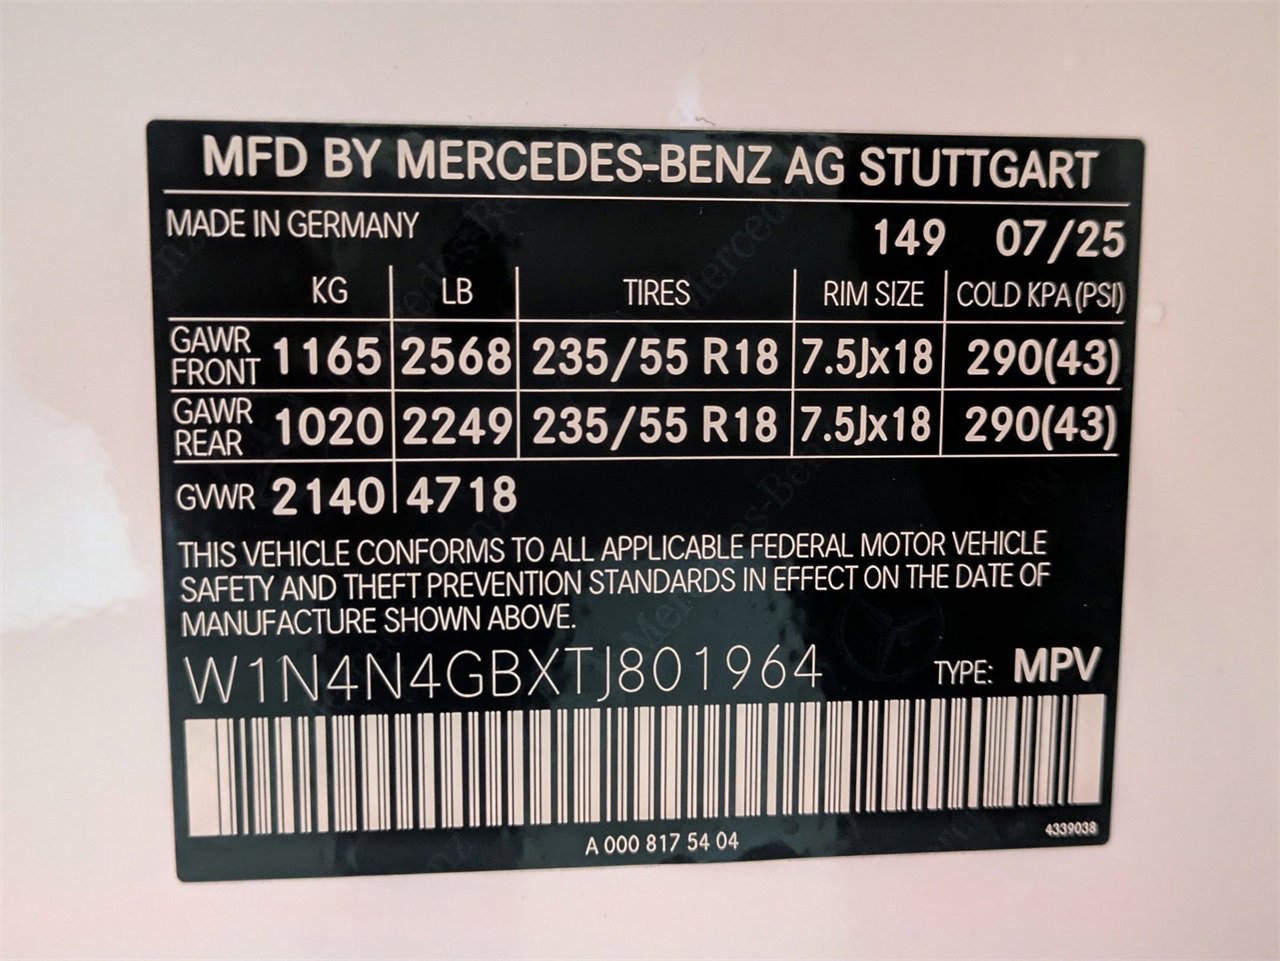 MFD BY MERCEDES-BENZ AG STUTTGART
MADE IN GERMANY 149 07/25
KG LB TIRES RIM SIZE COLD KPA(PSI)
GAWR FRONT 1165 2568 235/55 R18 7.5Jx18 290(43)
GAWR REAR 1020 2249 235/55 R18 7.5Jx18 290(43)
GVWR 2140 4718
THIS VEHICLE CONFORMS TO ALL APPLICABLE FEDERAL MOTOR VEHICLE
SAFETY AND THEFT PREVENTION STANDARDS IN EFFECT ON THE DATE OF
MANUFACTURE SHOWN ABOVE.
W1N4N4GBXTJ801964 TYPE: MPV
A 000 817 54 04 4339038